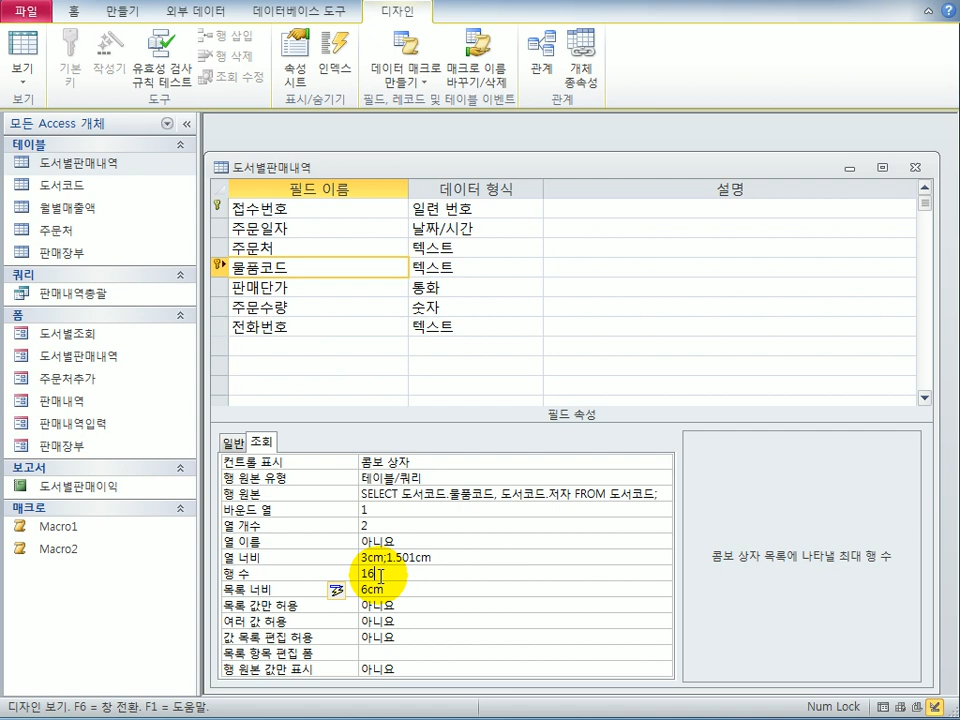 파일 홈 만들기 외부 데이터 데이터베이스 도구 디자인
보기
기본 키
작성기
유효성 검사 규칙 테스트
행 삽입
행 삭제
조회 수정
속성 시트
인덱스
데이터 매크로 만들기
매크로 이름 바꾸기/삭제
관계
개체 종속성
보기 도구 표시/숨기기 필드, 레코드 및 테이블 이벤트 관계
모든 Access 개체
테이블
도서별판매내역
도서코드
월별매출액
주문처
판매장부
쿼리
판매내역총괄
폼
도서별조회
도서별판매내역
주문처추가
판매내역
판매내역입력
판매장부
보고서
도서별판매이익
매크로
Macro1
Macro2
도서별판매내역
필드 이름 데이터 형식 설명
접수번호 일련 번호
주문일자 날짜/시간
주문처 텍스트
물품코드 텍스트
판매단가 통화
주문수량 숫자
전화번호 텍스트
필드 속성
일반 조회
컨트롤 표시 콤보 상자
행 원본 유형 테이블/쿼리
행 원본 SELECT 도서코드.물품코드, 도서코드.저자 FROM 도서코드;
바운드 열 1
열 개수 2
열 이름 아니요
열 너비 3cm;1.501cm
행 수 16
목록 너비 6cm
목록 값만 허용 아니요
여러 값 허용 아니요
값 목록 편집 허용 아니요
목록 항목 편집 폼
행 원본 값만 표시 아니요
콤보 상자 목록에 나타낼 최대 행 수
디자인 보기. F6 = 창 전환. F1 = 도움말. Num Lock